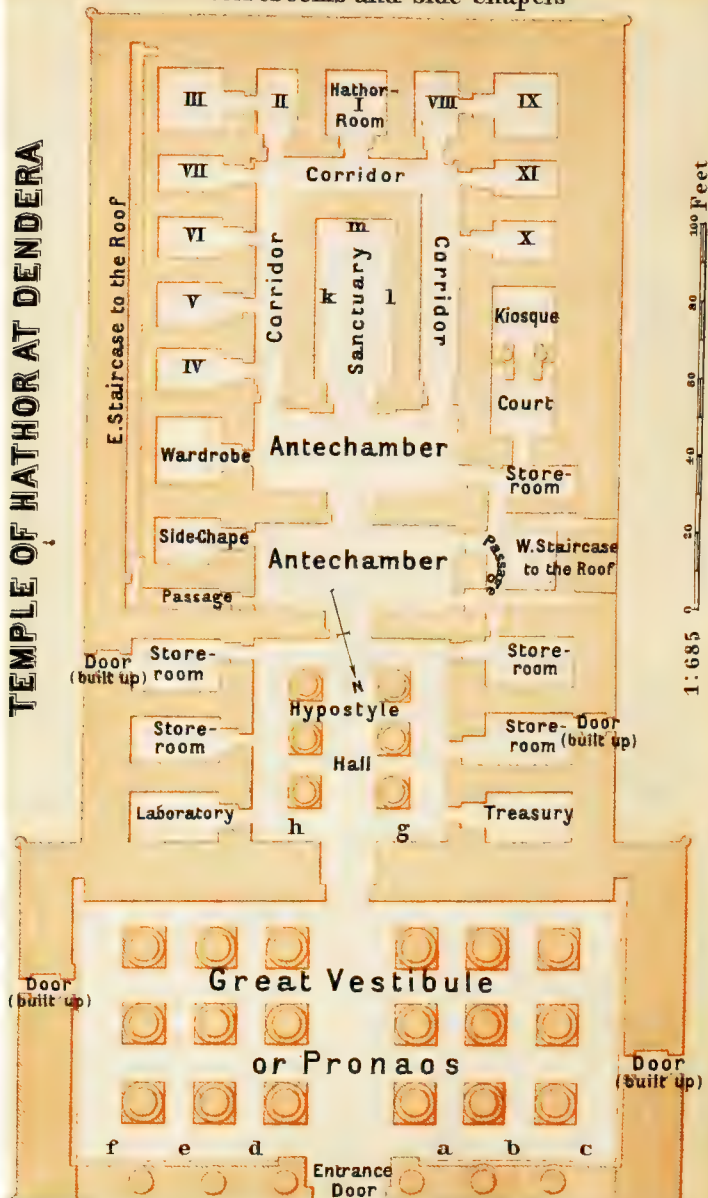 and side chapels
TEMPLE OF HATHOR AT DENDERA
III
II
Hathor-
I
Room
VIII
IX
VII
Corridor
XI
VI
m
X
E. Staircase to the Roof
Corridor
k
Sanctuary
l
Corridor
V
Kiosque
IV
Court
Wardrobe
Antechamber
Store-
room
Side-Chape
Antechamber
Passage
W. Staircase
to the Roof
Passage
N
Door
(built up)
Store-
room
Store-
room
Hypostyle
Hall
Store-
room
Store-
room
Door
(built up)
Laboratory
h
g
Treasury
100 Feet
80
60
40
20
0
1:685
Great Vestibule
or Pronaos
Door
(built up)
Door
(built up)
f
e
d
a
b
c
Entrance
Door